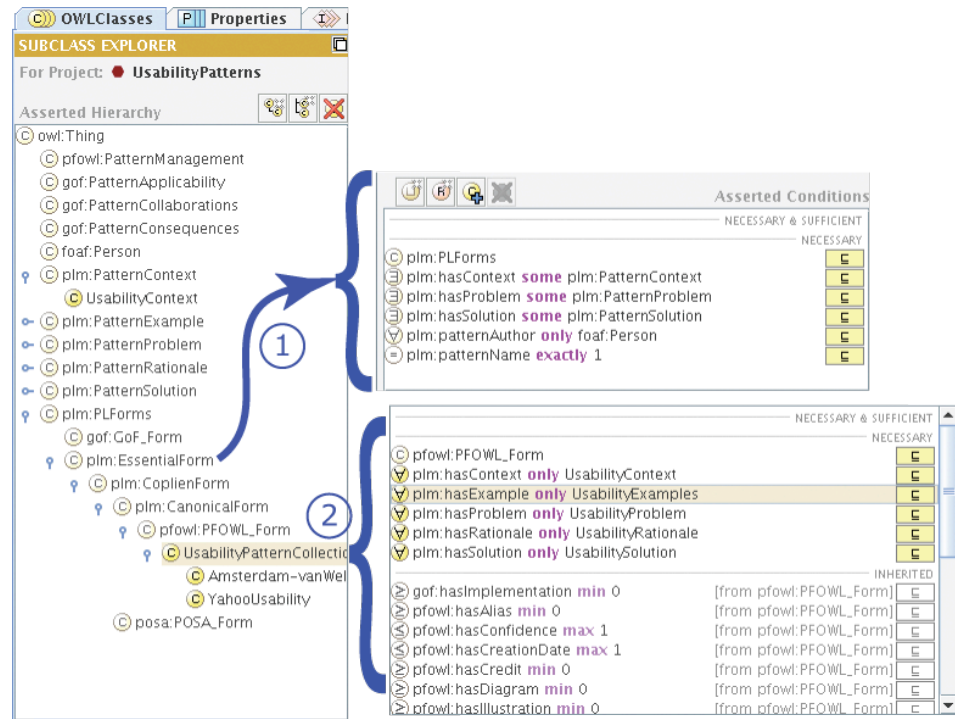 OWLClasses Properties
SUBCLASS EXPLORER
For Project: UsabilityPatterns
Asserted Hierarchy
owl:Thing
pfowl:PatternManagement
gof:PatternApplicability
gof:PatternCollaborations
gof:PatternConsequences
foaf:Person
plm:PatternContext
UsabilityContext
plm:PatternExample
plm:PatternProblem
plm:PatternRationale
plm:PatternSolution
plm:PLForms
gof:GoF_Form
plm:EssentialForm
plm:CoplienForm
plm:CanonicalForm
pfowl:PFOWL_Form
UsabilityPatternCollectio
Amsterdam-vanWel
YahooUsability
posa:POSA_Form
1
Asserted Conditions
NECESSARY & SUFFICIENT
NECESSARY
plm:PLForms
plm:hasContext some plm:PatternContext
plm:hasProblem some plm:PatternProblem
plm:hasSolution some plm:PatternSolution
plm:patternAuthor only foaf:Person
plm:patternName exactly 1
2
NECESSARY & SUFFICIENT
NECESSARY
pfowl:PFOWL_Form
plm:hasContext only UsabilityContext
plm:hasExample only UsabilityExamples
plm:hasProblem only UsabilityProblem
plm:hasRationale only UsabilityRationale
plm:hasSolution only UsabilitySolution
INHERITED
gof:hasImplementation min 0 [from pfowl:PFOWL_Form]
pfowl:hasAlias min 0 [from pfowl:PFOWL_Form]
pfowl:hasConfidence max 1 [from pfowl:PFOWL_Form]
pfowl:hasCreationDate max 1 [from pfowl:PFOWL_Form]
pfowl:hasCredit min 0 [from pfowl:PFOWL_Form]
pfowl:hasDiagram min 0 [from pfowl:PFOWL_Form]
pfowl:hasIllustration min 0 [from pfowl:PFOWL_Form]